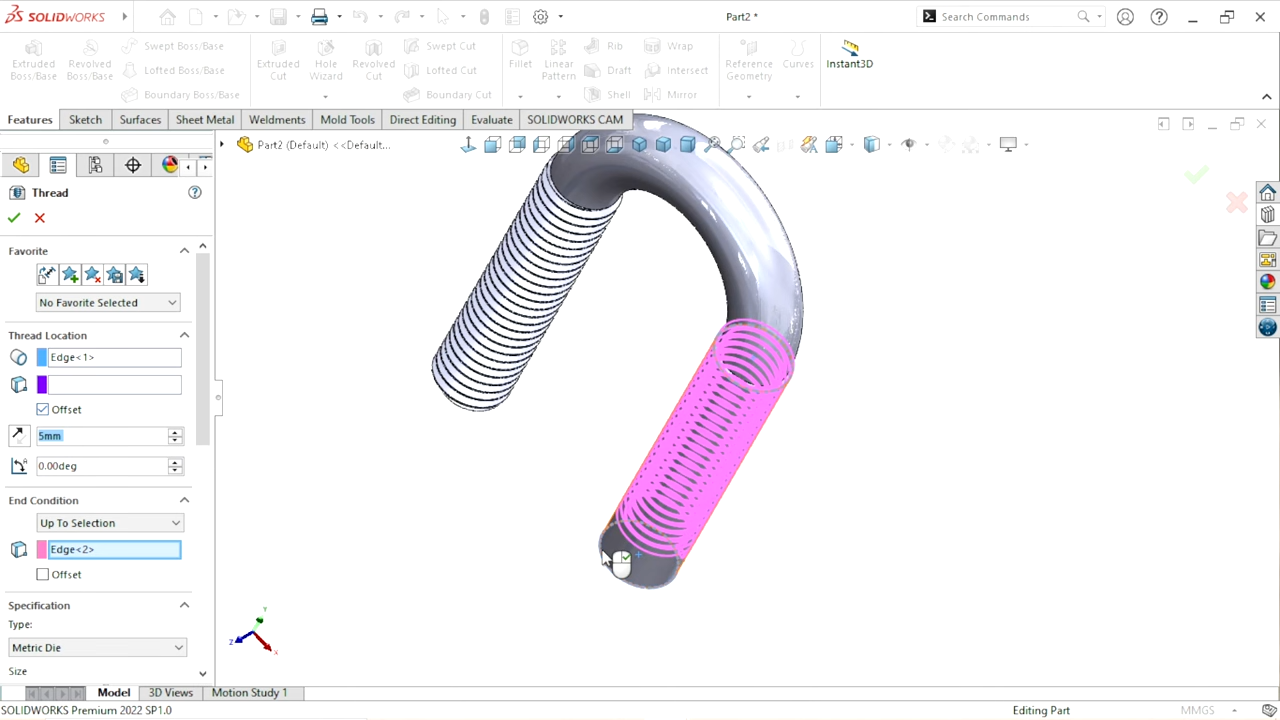 SOLIDWORKS
Part2 *
Search Commands
Extruded Boss/Base
Revolved Boss/Base
Swept Boss/Base
Lofted Boss/Base
Boundary Boss/Base
Extruded Cut
Hole Wizard
Revolved Cut
Swept Cut
Lofted Cut
Boundary Cut
Fillet
Linear Pattern
Rib
Draft
Shell
Wrap
Intersect
Mirror
Reference Geometry
Curves
Instant3D
Features
Sketch
Surfaces
Sheet Metal
Weldments
Mold Tools
Direct Editing
Evaluate
SOLIDWORKS CAM
Part2 (Default) <<Default...
Thread
Favorite
No Favorite Selected
Thread Location
Edge<1>
Offset
5mm
0.00deg
End Condition
Up To Selection
Edge<2>
Offset
Specification
Type:
Metric Die
Size
Y
Z
X
Model
3D Views
Motion Study 1
SOLIDWORKS Premium 2022 SP1.0
Editing Part
MMGS